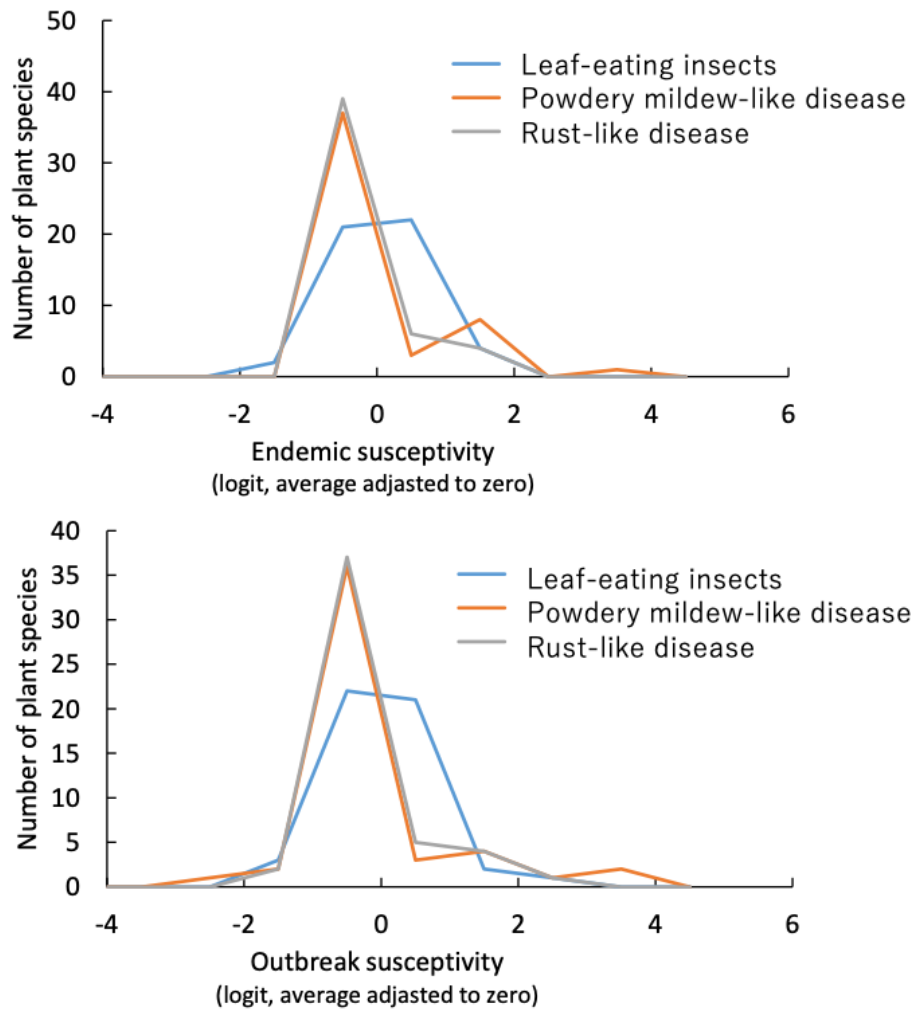 50
40
30
20
10
0
Number of plant species
Leaf-eating insects
Powdery mildew-like disease
Rust-like disease
-4 -2 0 2 4 6
Endemic susceptivity
(logit, average adjasted to zero)
40
35
30
25
20
15
10
5
0
Number of plant species
Leaf-eating insects
Powdery mildew-like disease
Rust-like disease
-4 -2 0 2 4 6
Outbreak susceptivity
(logit, average adjasted to zero)